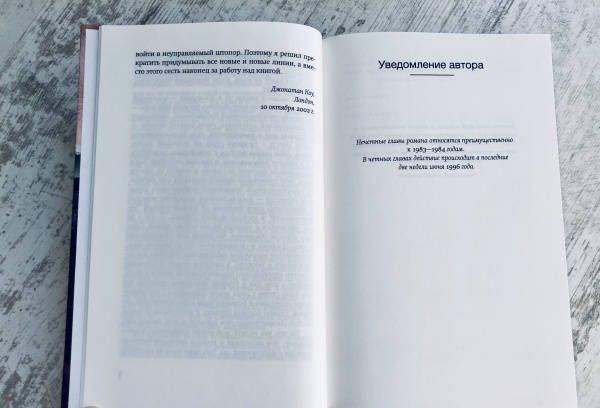 войти в неуправляемый штопор. Поэтому я решил пре-
кратить придумывать все новые и новые линии, а вме-
сто этого сесть наконец за работу над книгой.
Джонатан Коу,
Лондон,
10 октября 2002 г.
Уведомление автора
Нечетные главы романа относятся преимущественно
к 1983—1984 годам.
В четных главах действие происходит в последние
две недели июня 1996 года.